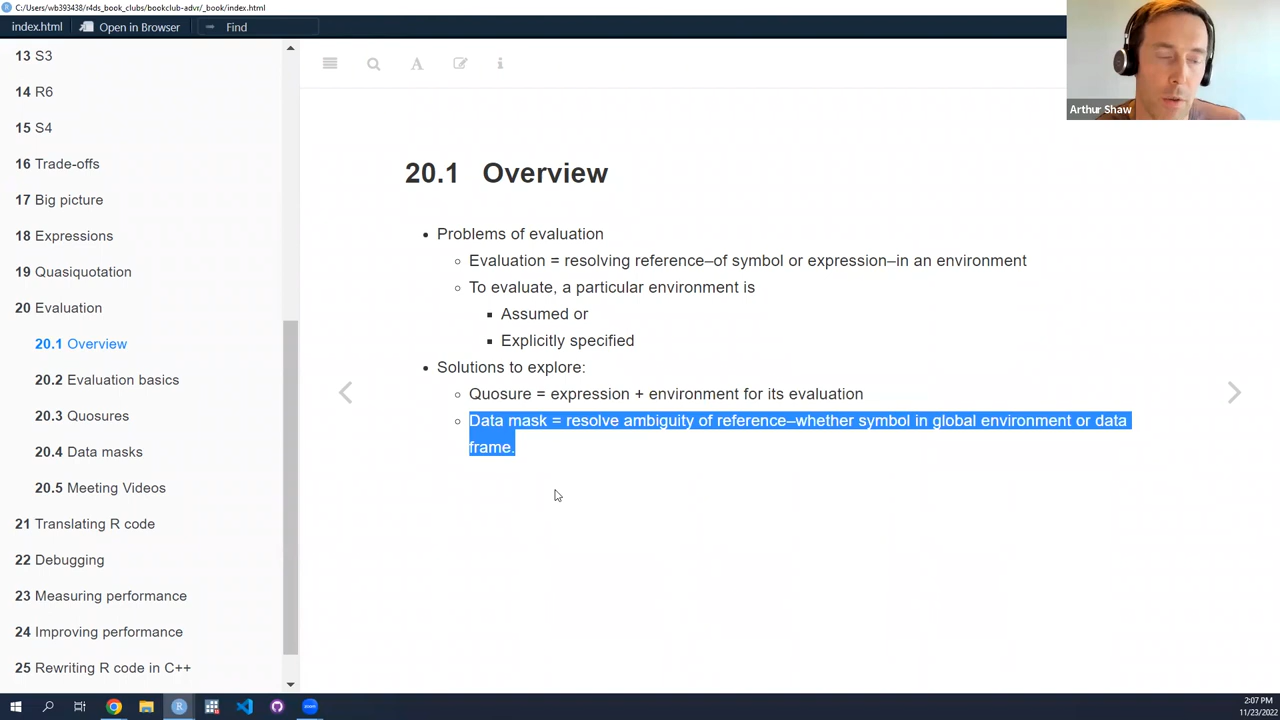 C:/Users/wb393438/r4ds_book_clubs/bookclub-advr/_book/index.html
index.html Open in Browser Find
13 S3
14 R6
15 S4
16 Trade-offs
17 Big picture
18 Expressions
19 Quasiquotation
20 Evaluation
20.1 Overview
20.2 Evaluation basics
20.3 Quosures
20.4 Data masks
20.5 Meeting Videos
21 Translating R code
22 Debugging
23 Measuring performance
24 Improving performance
25 Rewriting R code in C++
20.1 Overview
Problems of evaluation
Evaluation = resolving reference–of symbol or expression–in an environment
To evaluate, a particular environment is
Assumed or
Explicitly specified
Solutions to explore:
Quosure = expression + environment for its evaluation
Data mask = resolve ambiguity of reference–whether symbol in global environment or data
frame.
Arthur Shaw
2:07 PM
11/23/2022